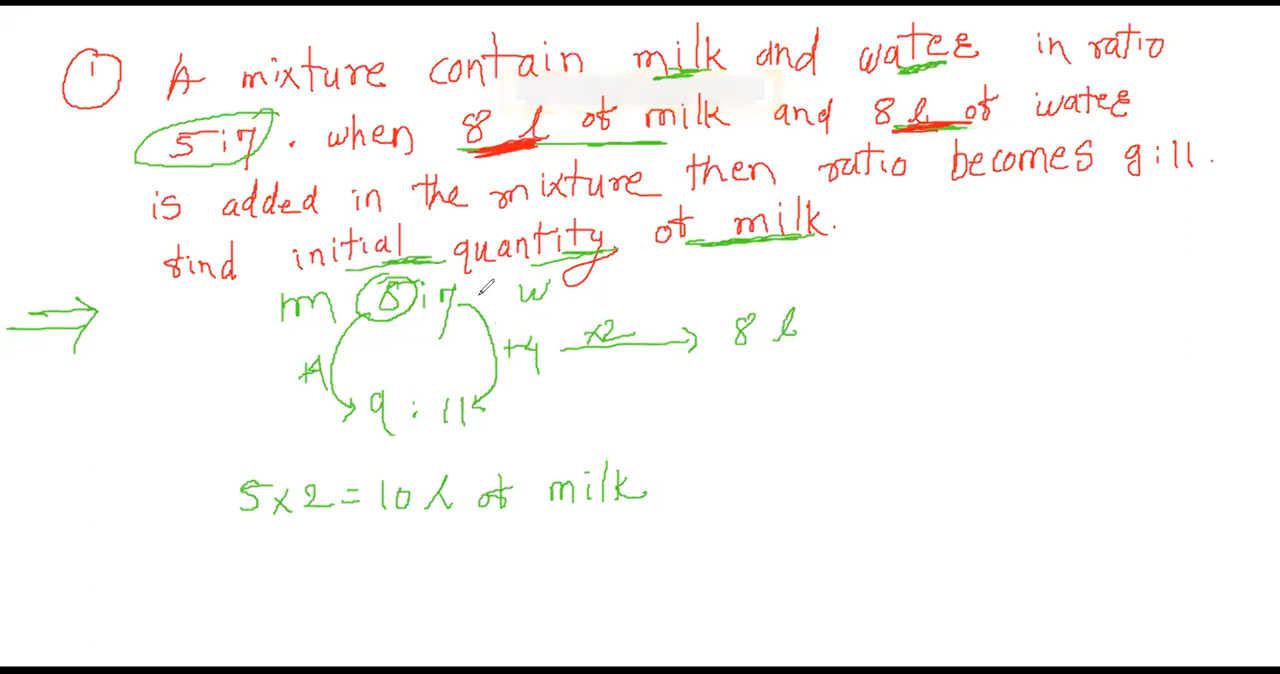 ① A mixture contain milk and water in ratio
5:7. when 8 l of milk and 8 l of water
is added in the mixture then ratio becomes 9:11.
find initial quantity of milk.
⇒ m 5:7 w
+4 +4 ×2 → 8 l
9 : 11
5×2=10 l of milk